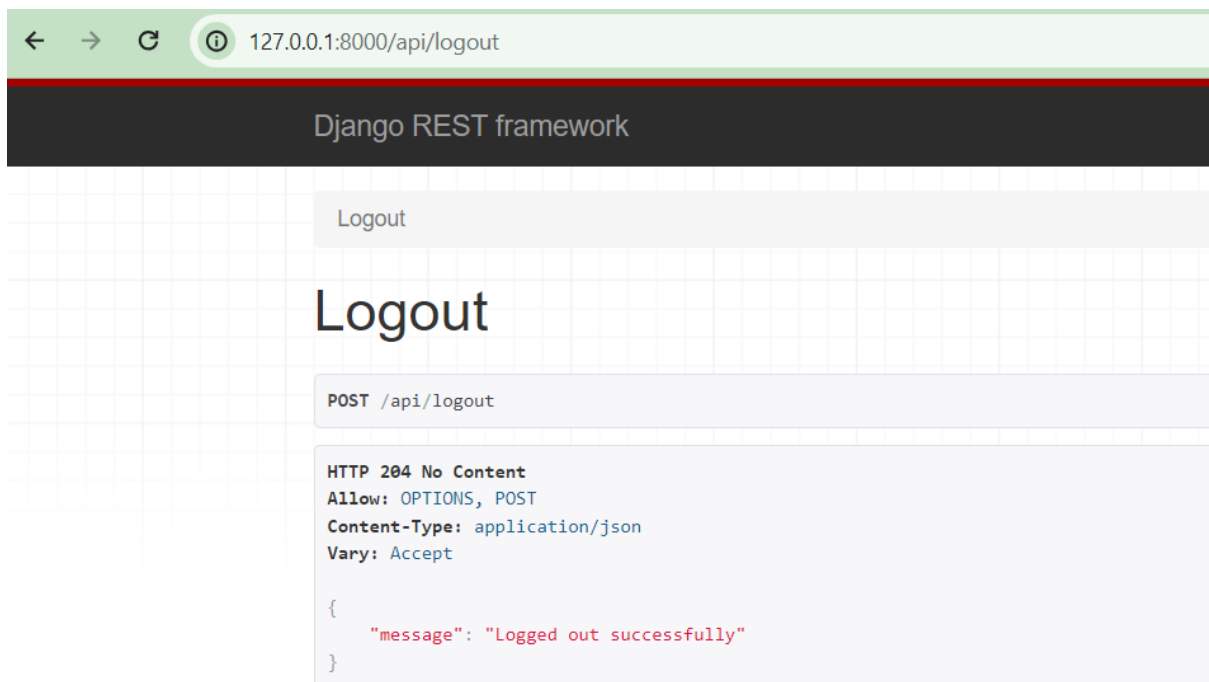 127.0.0.1:8000/api/logout
Django REST framework
Logout
Logout
POST /api/logout
HTTP 204 No Content
Allow: OPTIONS, POST
Content-Type: application/json
Vary: Accept
{
    "message": "Logged out successfully"
}